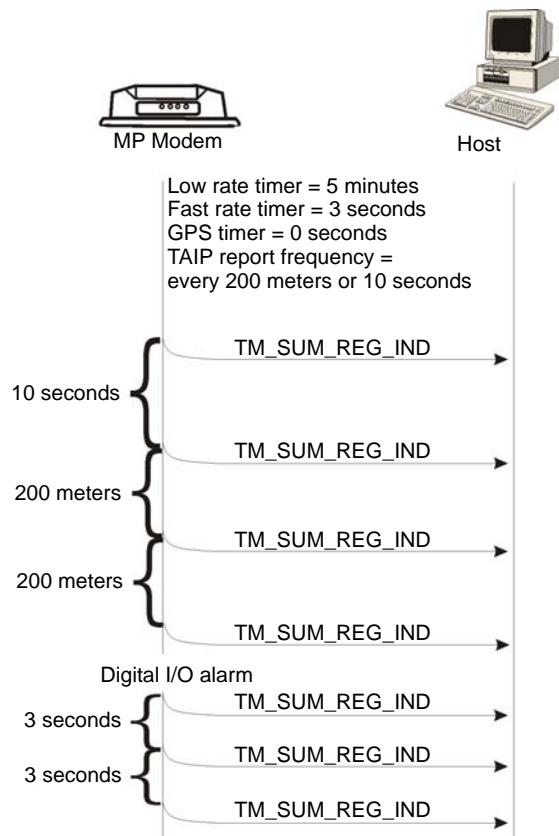 MP Modem
Host
Low rate timer = 5 minutes
Fast rate timer = 3 seconds
GPS timer = 0 seconds
TAIP report frequency =
every 200 meters or 10 seconds
TM_SUM_REG_IND
10 seconds
TM_SUM_REG_IND
200 meters
TM_SUM_REG_IND
200 meters
TM_SUM_REG_IND
Digital I/O alarm
TM_SUM_REG_IND
3 seconds
TM_SUM_REG_IND
3 seconds
TM_SUM_REG_IND